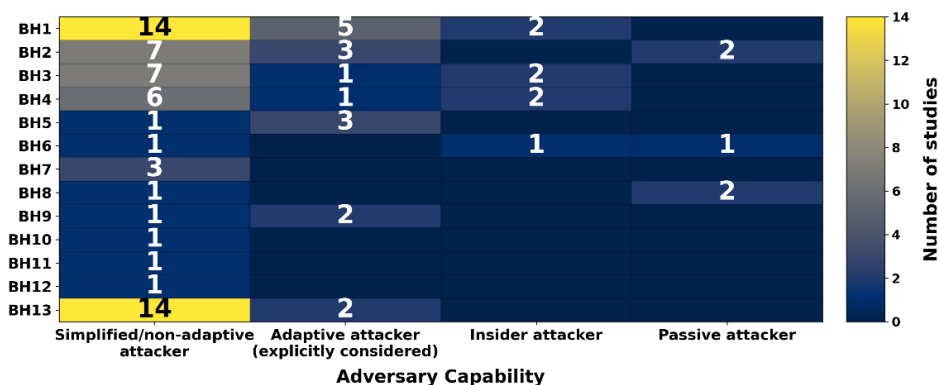 BH1 14 5 2
BH2 7 3 2
BH3 7 1 2
BH4 6 1 2
BH5 1 3
BH6 1 1 1
BH7 3
BH8 1 2
BH9 1 2
BH10 1
BH11 1
BH12 1
BH13 14 2
Simplified/non-adaptive
attacker
Adaptive attacker
(explicitly considered)
Insider attacker
Passive attacker
Adversary Capability
14
12
10
8
6
4
2
0
Number of studies